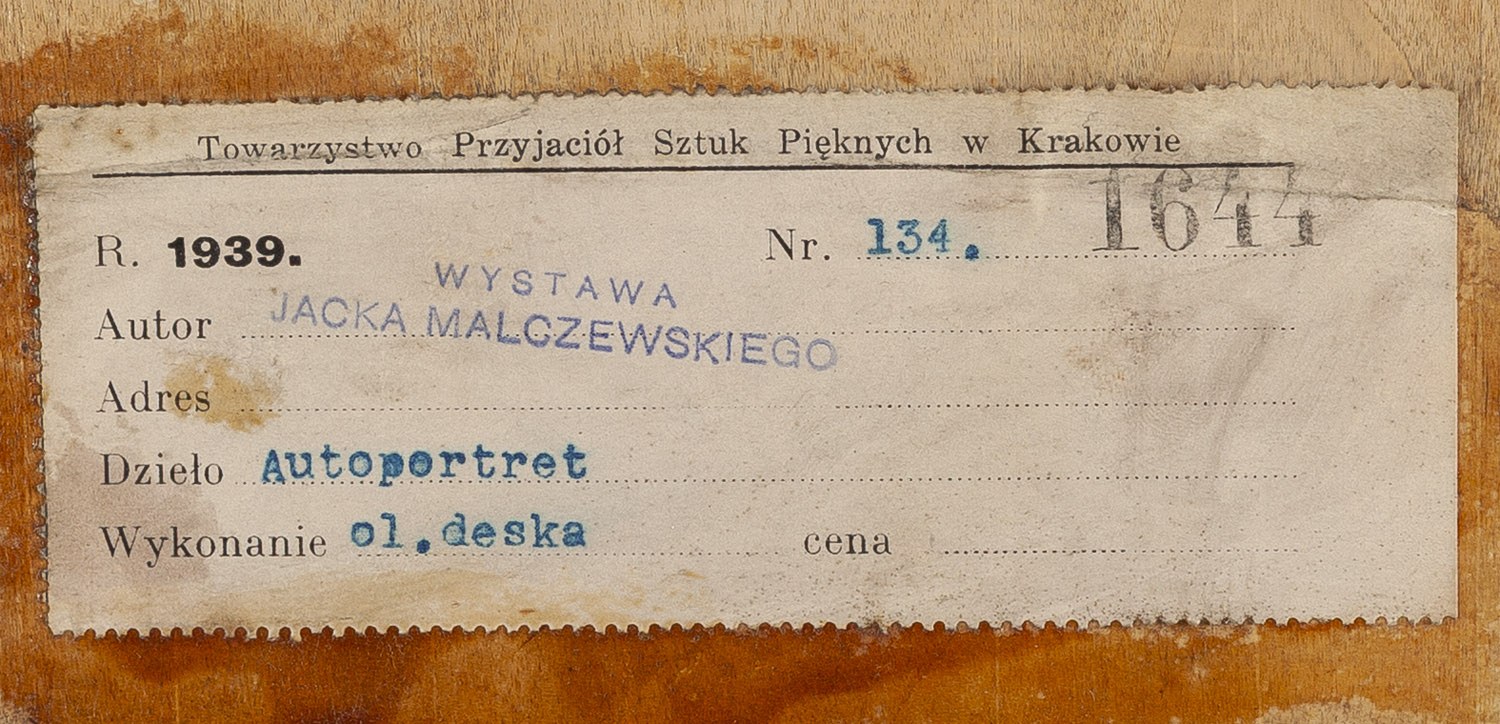 Towarzystwo Przyjaciół Sztuk Pięknych w Krakowie
1644
R. 1939. Nr. 134.
WYSTAWA
Autor JACKA MALCZEWSKIEGO
Adres
Dzieło Autoportret
Wykonanie ol.deska cena